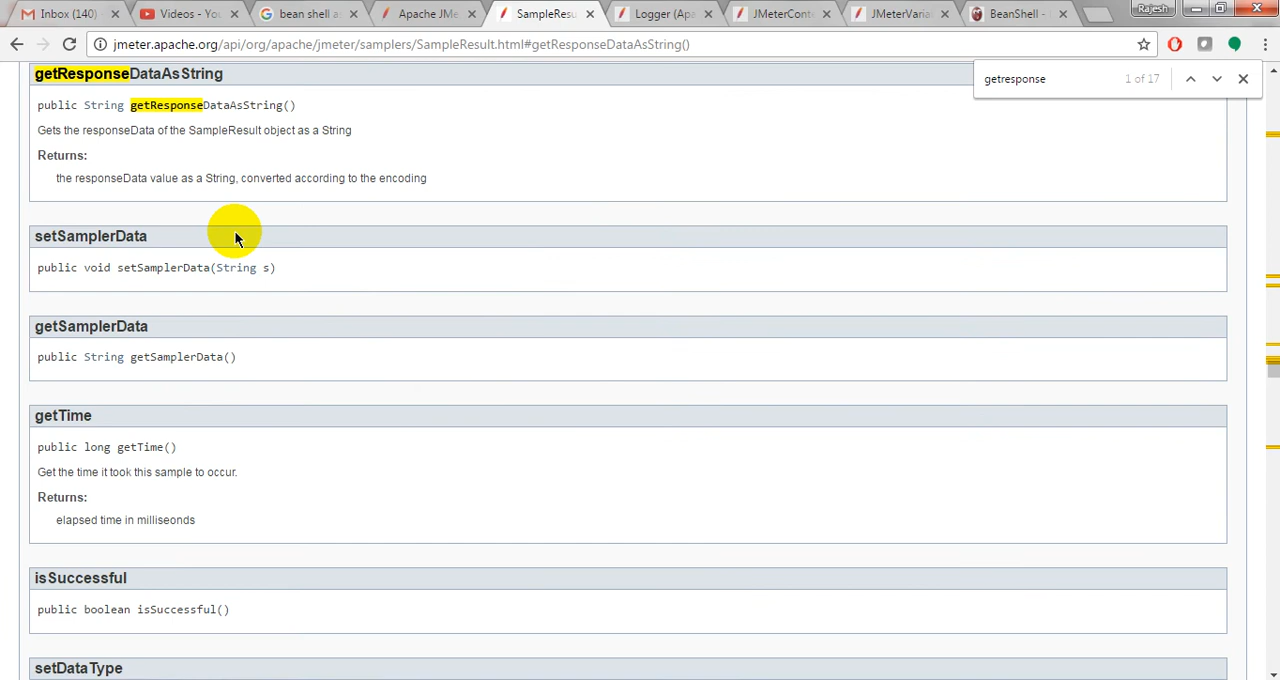 Inbox (140)
Videos - Yo
bean shell a
Apache JMe
SampleResu
Logger (Apa
JMeterCont
JMeterVaria
BeanShell -
Rajesh
jmeter.apache.org/api/org/apache/jmeter/samplers/SampleResult.html#getResponseDataAsString()
getresponse
1 of 17
getResponseDataAsString
public String getResponseDataAsString()
Gets the responseData of the SampleResult object as a String
Returns:
the responseData value as a String, converted according to the encoding
setSamplerData
public void setSamplerData(String s)
getSamplerData
public String getSamplerData()
getTime
public long getTime()
Get the time it took this sample to occur.
Returns:
elapsed time in milliseonds
isSuccessful
public boolean isSuccessful()
setDataType